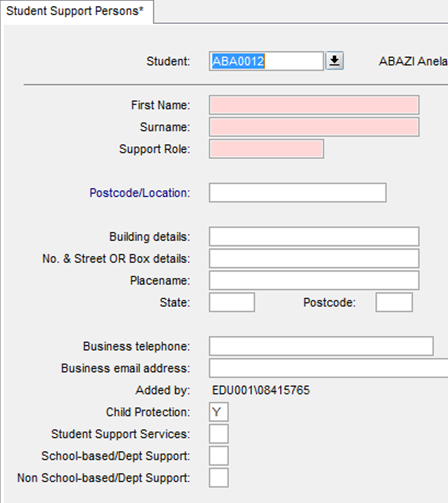 Student Support Persons*
Student: ABA0012 ABAZI Anela
First Name:
Surname:
Support Role:
Postcode/Location:
Building details:
No. & Street OR Box details:
Placename:
State: Postcode:
Business telephone:
Business email address:
Added by: EDU001\08415765
Child Protection: Y
Student Support Services:
School-based/Dept Support:
Non School-based/Dept Support: